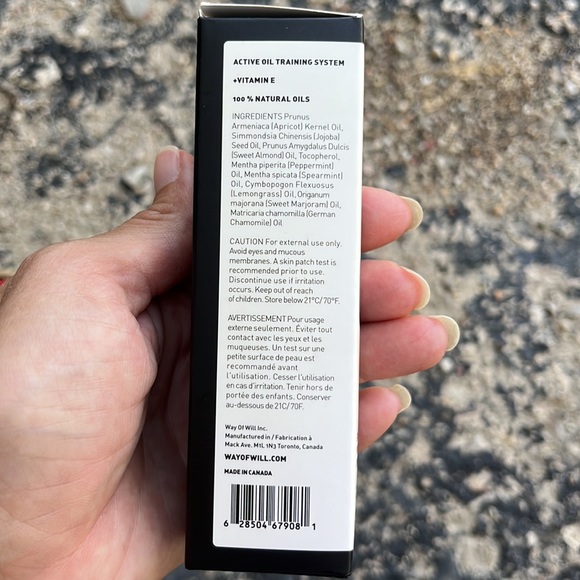 ACTIVE OIL TRAINING SYSTEM
+VITAMIN E
100 % NATURAL OILS
INGREDIENTS Prunus
Armeniaca (Apricot) Kernel Oil,
Simmondsia Chinensis (Jojoba)
Seed Oil, Prunus Amygdalus Dulcis
(Sweet Almond) Oil, Tocopherol,
Mentha piperita (Peppermint)
Oil, Mentha spicata (Spearmint)
Oil, Cymbopogon Flexuosus
(Lemongrass) Oil, Origanum
majorana (Sweet Marjoram) Oil,
Matricaria chamomilla (German
Chamomile) Oil
CAUTION For external use only.
Avoid eyes and mucous
membranes. A skin patch test is
recommended prior to use.
Discontinue use if irritation
occurs. Keep out of reach
of children. Store below 21°C/ 70°F.
AVERTISSEMENT Pour usage
externe seulement. Éviter tout
contact avec les yeux et les
muqueuses. Un test sur une
petite surface de peau est
recommandé avant
l'utilisation. Cesser l'utilisation
en cas d'irritation. Tenir hors de
portée des enfants. Conserver
au-dessous de 21C/ 70F.
Way Of Will Inc.
Manufactured in / Fabrication à
Mack Ave. M1L 1N3 Toronto, Canada
WAYOFWILL.COM
MADE IN CANADA
6 28504 67908 1